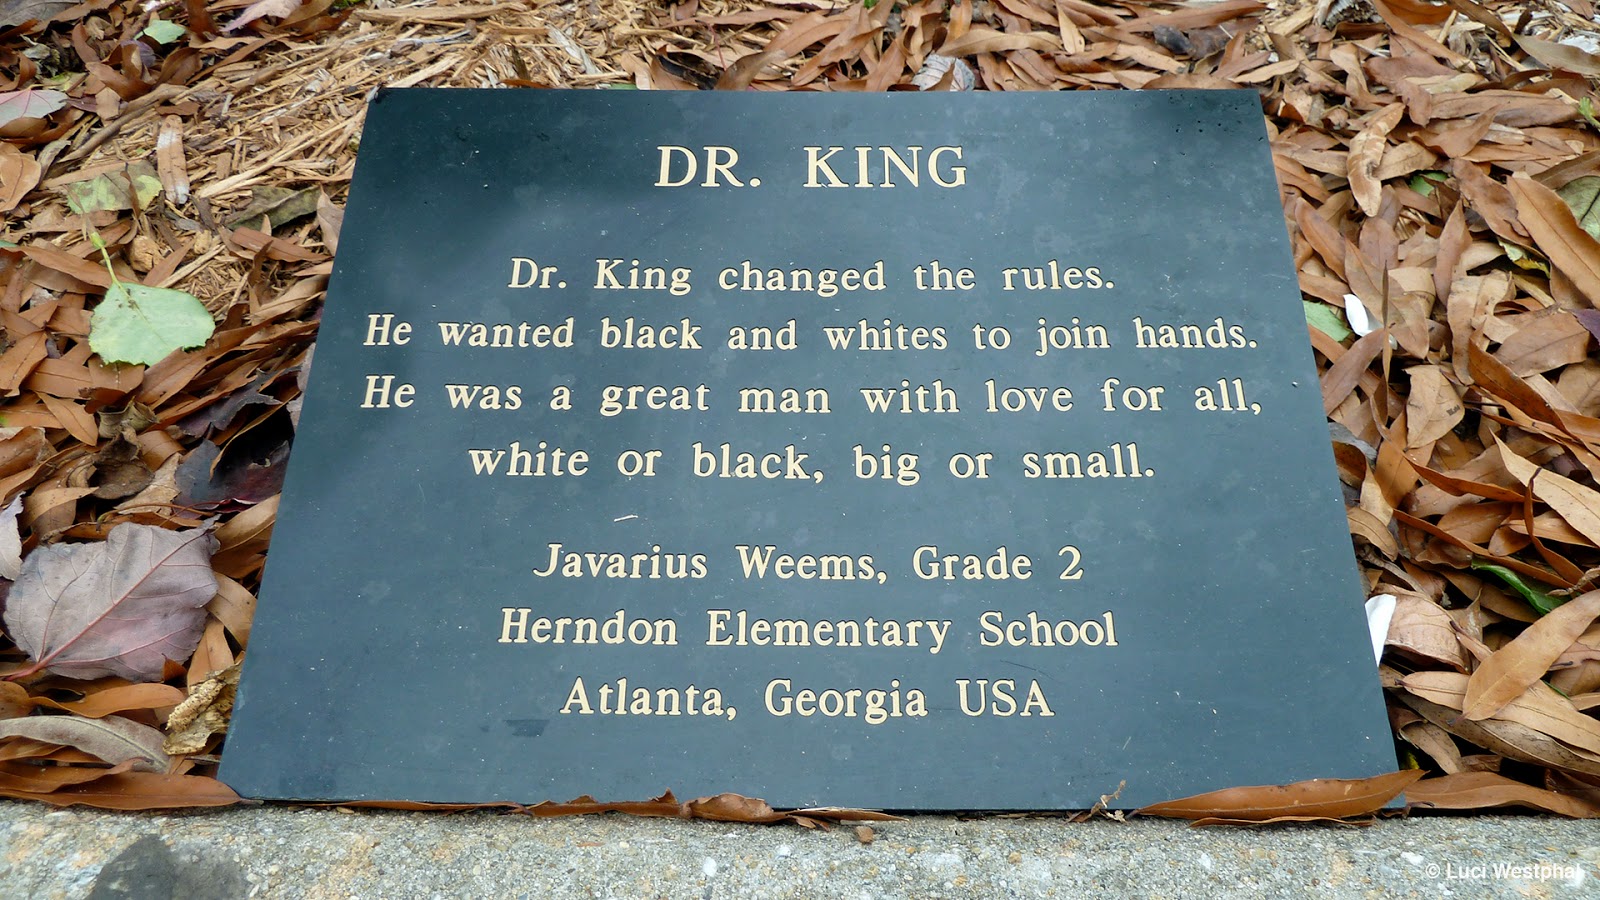 DR. KING
Dr. King changed the rules.
He wanted black and whites to join hands.
He was a great man with love for all,
white or black, big or small.
Javarius Weems, Grade 2
Herndon Elementary School
Atlanta, Georgia USA
© Luci Westphal